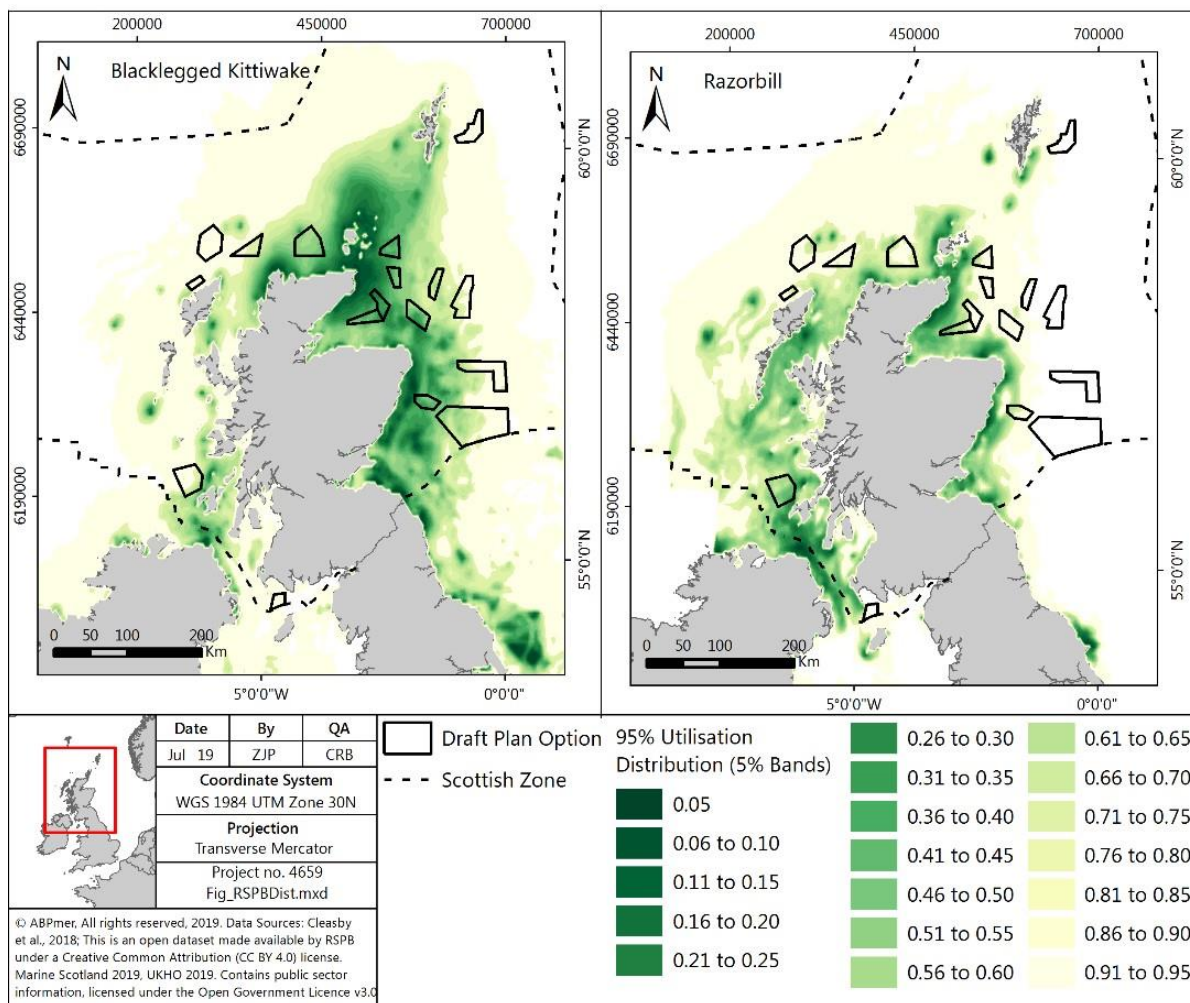 200000
450000
700000
N
Blacklegged Kittiwake
6690000
6440000
6190000
60°0'0"N
55°0'0"N
0 50 100 200
Km
5°0'0"W
0°0'0"
200000
450000
700000
N
Razorbill
6690000
6440000
6190000
60°0'0"N
55°0'0"N
0 50 100 200
Km
5°0'0"W
0°0'0"
Date By QA
Jul 19 ZJP CRB
Coordinate System
WGS 1984 UTM Zone 30N
Projection
Transverse Mercator
Project no. 4659
Fig_RSPBDist.mxd
© ABPmer, All rights reserved, 2019. Data Sources: Cleasby
et al., 2018; This is an open dataset made available by RSPB
under a Creative Common Attribution (CC BY 4.0) license.
Marine Scotland 2019, UKHO 2019. Contains public sector
information, licensed under the Open Government Licence v3.0
Draft Plan Option
Scottish Zone
95% Utilisation
Distribution (5% Bands)
0.05
0.06 to 0.10
0.11 to 0.15
0.16 to 0.20
0.21 to 0.25
0.26 to 0.30
0.31 to 0.35
0.36 to 0.40
0.41 to 0.45
0.46 to 0.50
0.51 to 0.55
0.56 to 0.60
0.61 to 0.65
0.66 to 0.70
0.71 to 0.75
0.76 to 0.80
0.81 to 0.85
0.86 to 0.90
0.91 to 0.95